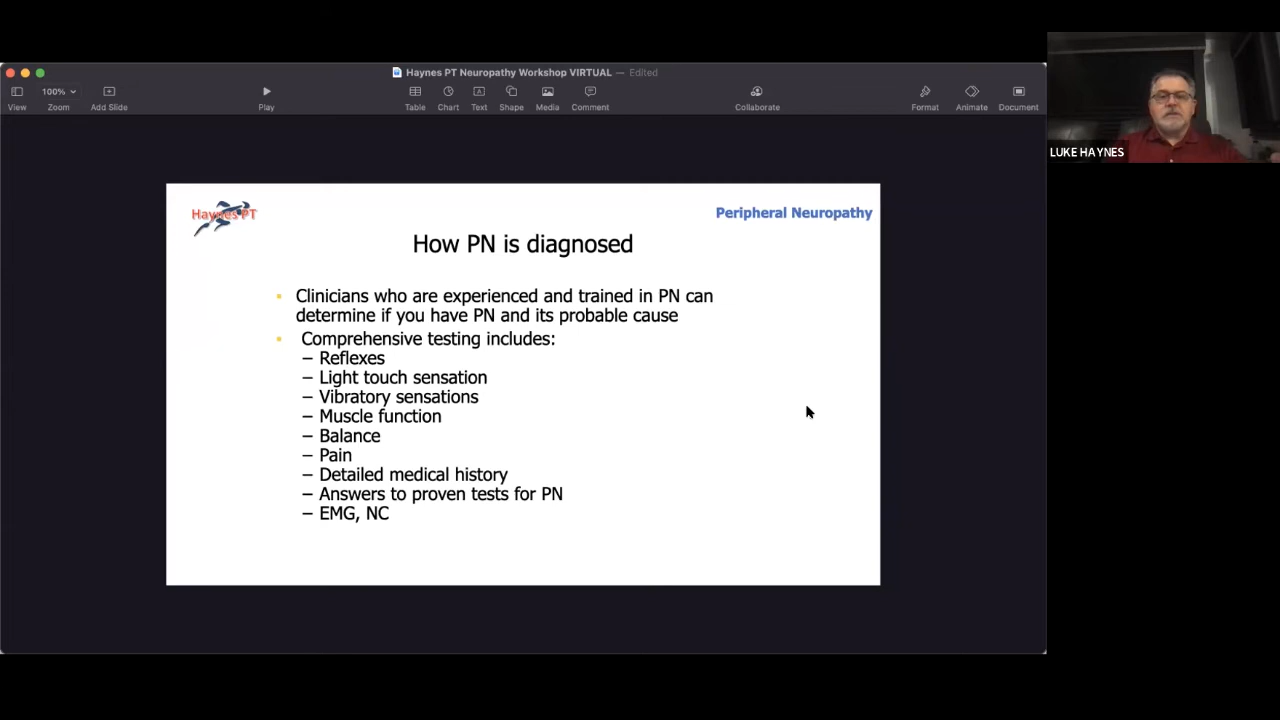 Haynes PT Neuropathy Workshop VIRTUAL — Edited
100%
View
Zoom
Add Slide
Play
Table
Chart
Text
Shape
Media
Comment
Collaborate
Format
Animate
Document
LUKE HAYNES
Haynes PT
Peripheral Neuropathy
How PN is diagnosed
▪ Clinicians who are experienced and trained in PN can
determine if you have PN and its probable cause
▪ Comprehensive testing includes:
– Reflexes
– Light touch sensation
– Vibratory sensations
– Muscle function
– Balance
– Pain
– Detailed medical history
– Answers to proven tests for PN
– EMG, NC